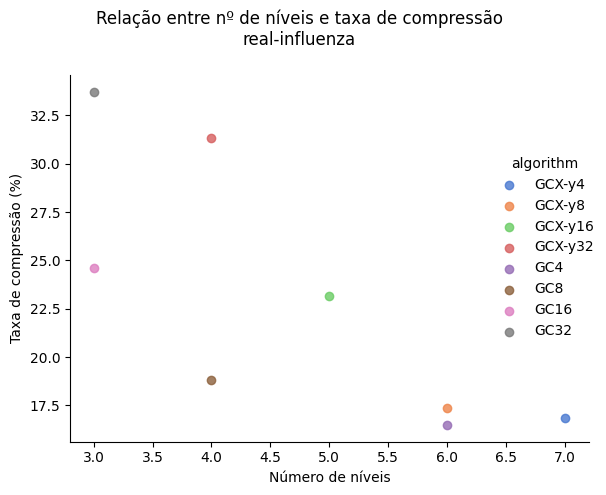 Relação entre nº de níveis e taxa de compressão
real-influenza
Taxa de compressão (%)
32.5
30.0
27.5
25.0
22.5
20.0
17.5
3.0 3.5 4.0 4.5 5.0 5.5 6.0 6.5 7.0
Número de níveis
algorithm
GCX-y4
GCX-y8
GCX-y16
GCX-y32
GC4
GC8
GC16
GC32